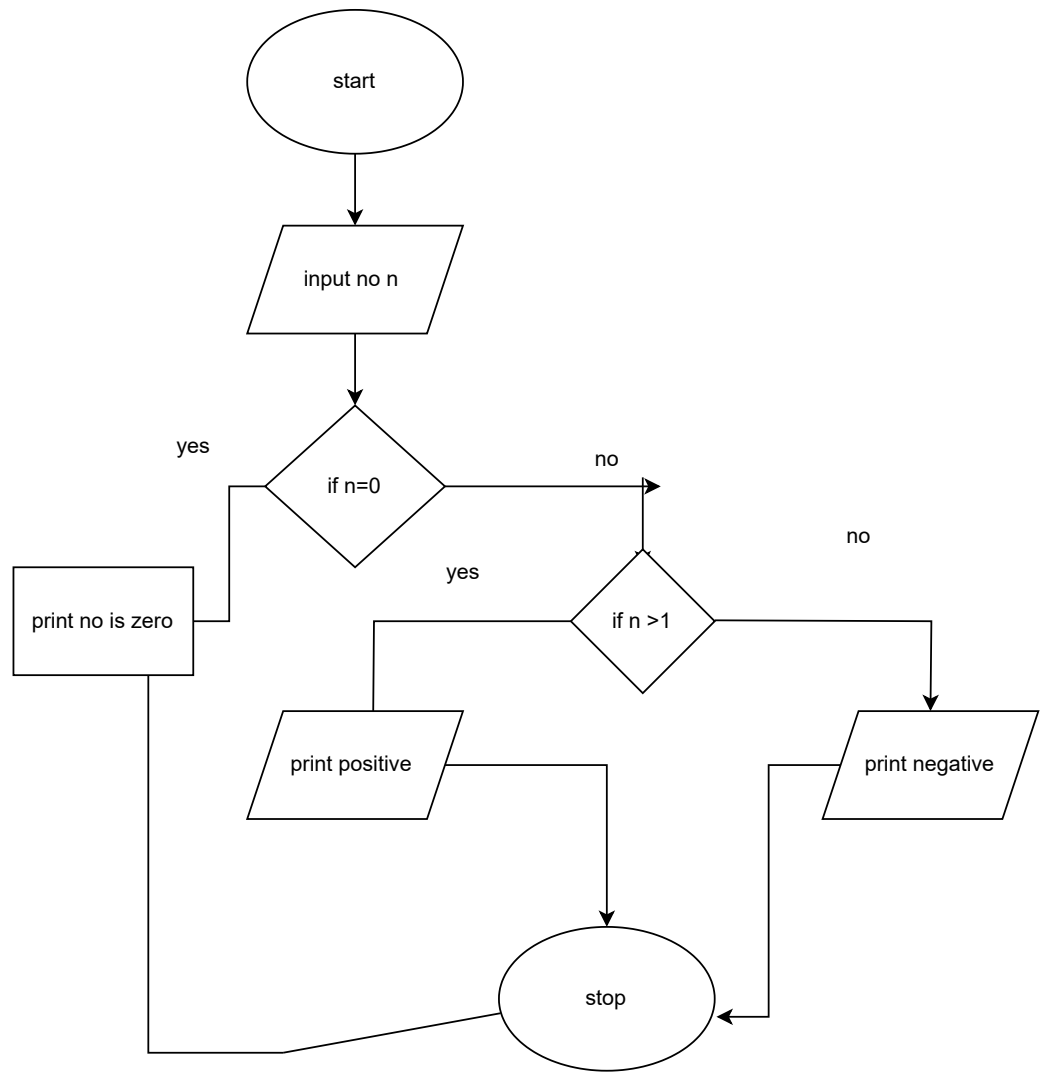 start
input no n
yes
if n=0
no
no
yes
print no is zero
if n >1
print positive
print negative
stop